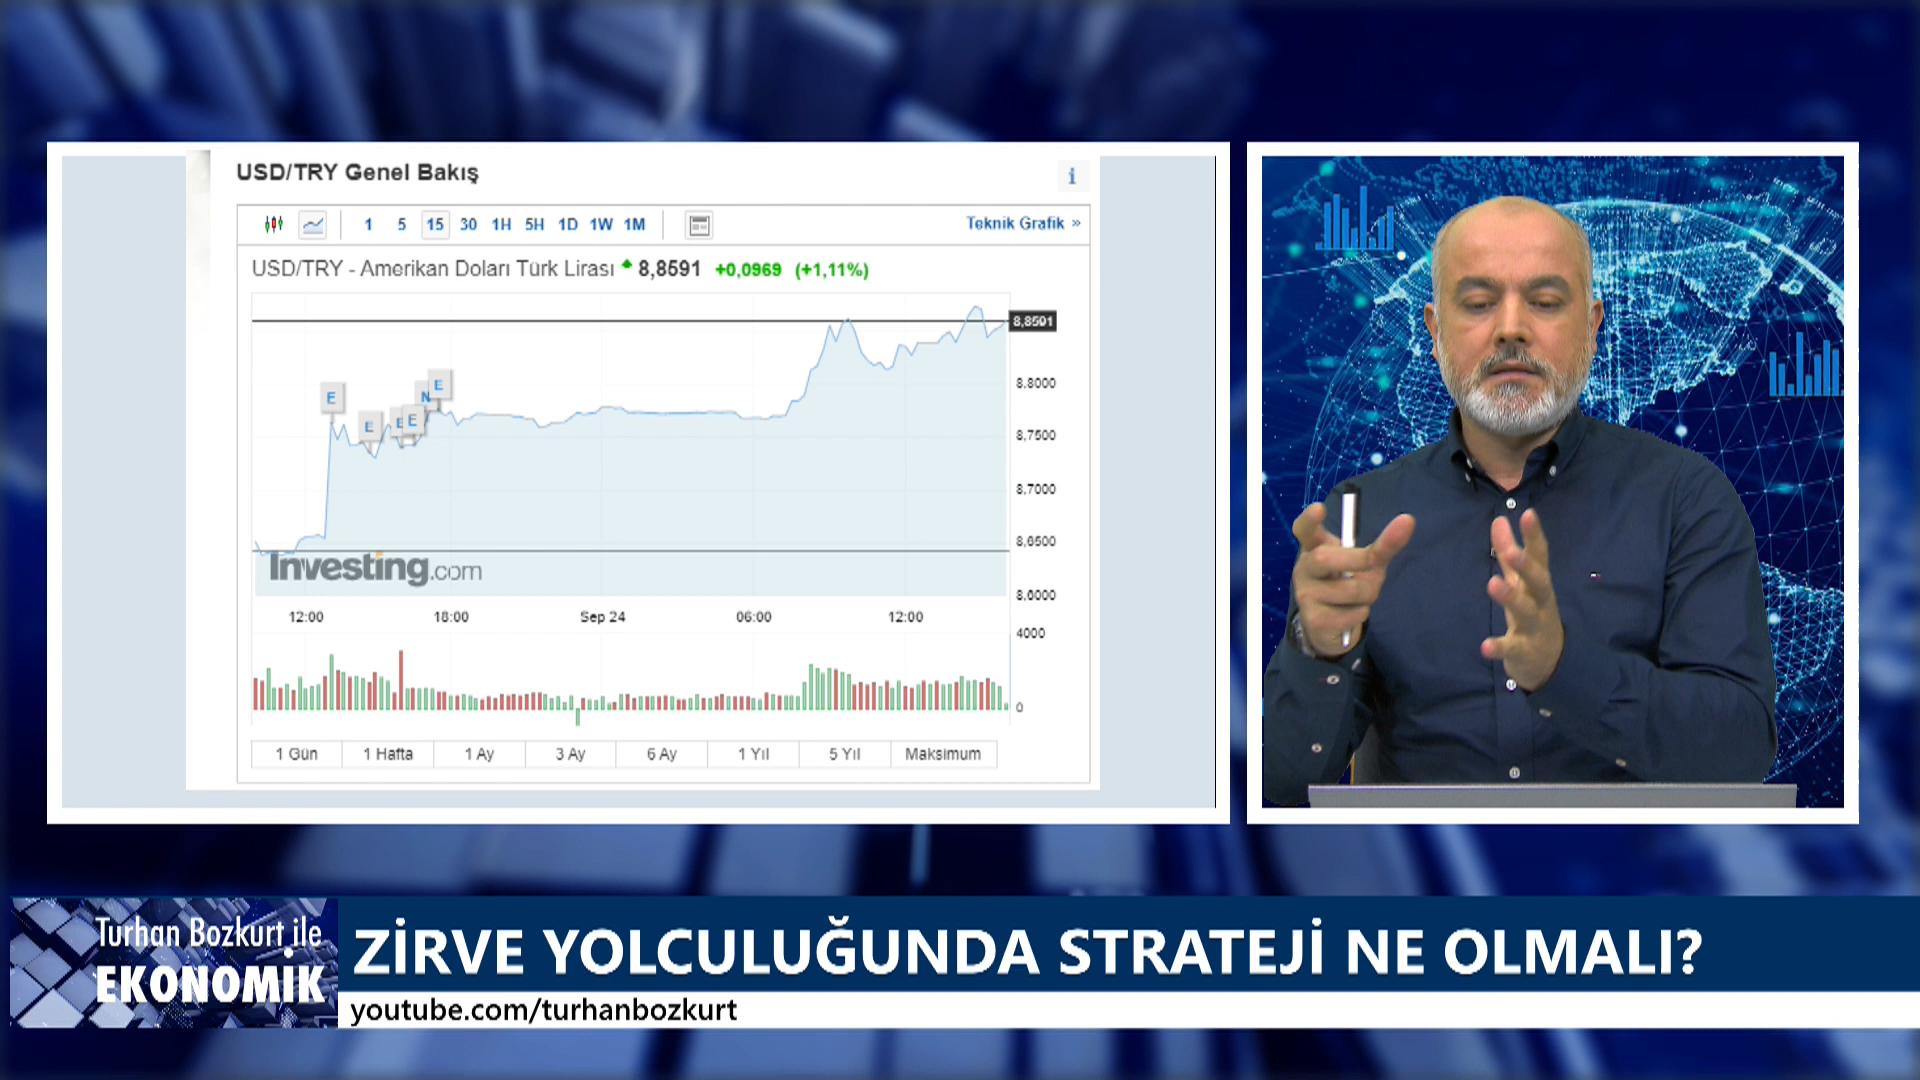 USD/TRY Genel Bakış
i
1 5 15 30 1H 5H 1D 1W 1M
Teknik Grafik »
USD/TRY - Amerikan Doları Türk Lirası 8,8591 +0,0969 (+1,11%)
8,8591
8,8000
8,7500
8,7000
8,6500
8,6000
E
E
E
E
N
E
Investing.com
12:00 18:00 Sep 24 06:00 12:00
4000
0
1 Gün 1 Hafta 1 Ay 3 Ay 6 Ay 1 Yıl 5 Yıl Maksimum
Turhan Bozkurt ile
EKONOMİK
ZİRVE YOLCULUĞUNDA STRATEJİ NE OLMALI?
youtube.com/turhanbozkurt